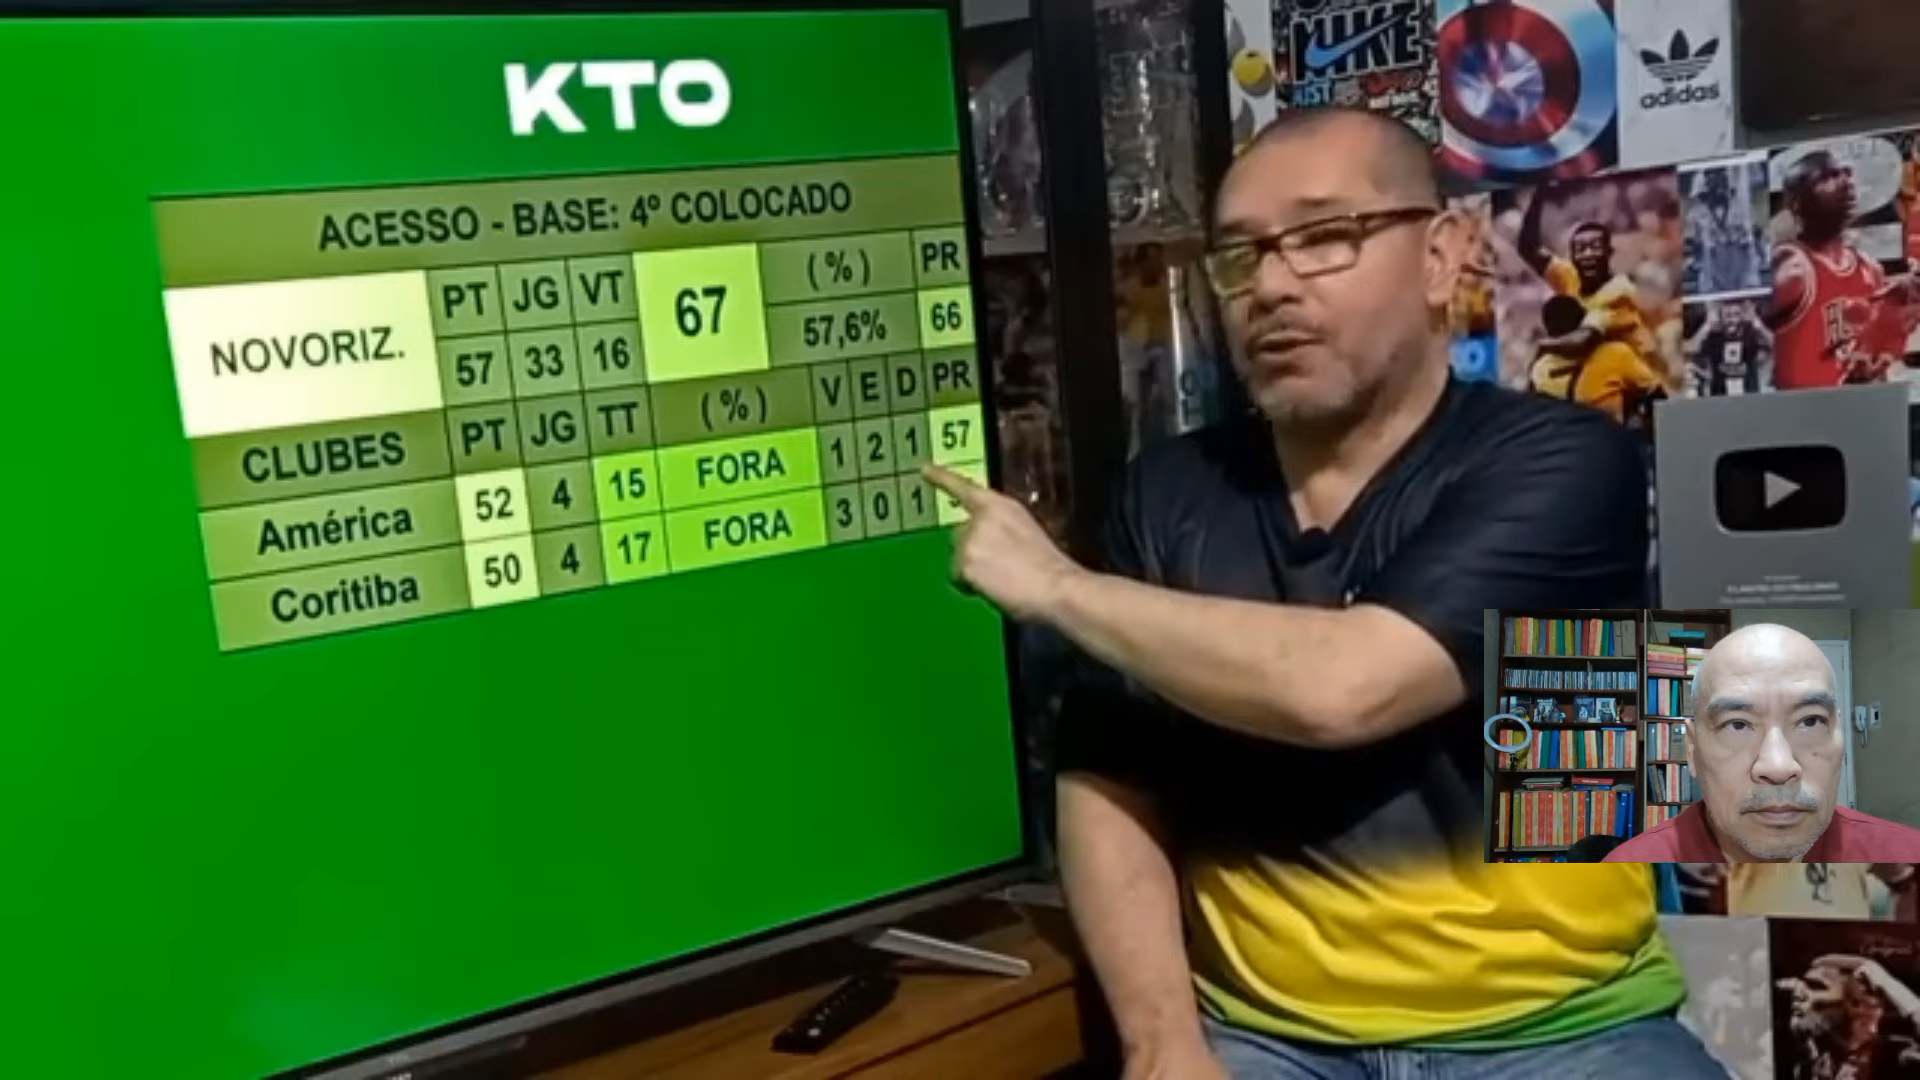 KTO
ACESSO - BASE: 4º COLOCADO
NOVORIZ. PT JG VT 67 (%) PR
57 33 16 57,6% 66
CLUBES PT JG TT (%) V E D PR
América 52 4 15 FORA 1 2 1 57
Coritiba 50 4 17 FORA 3 0 1
NIKE
JUST
adidas